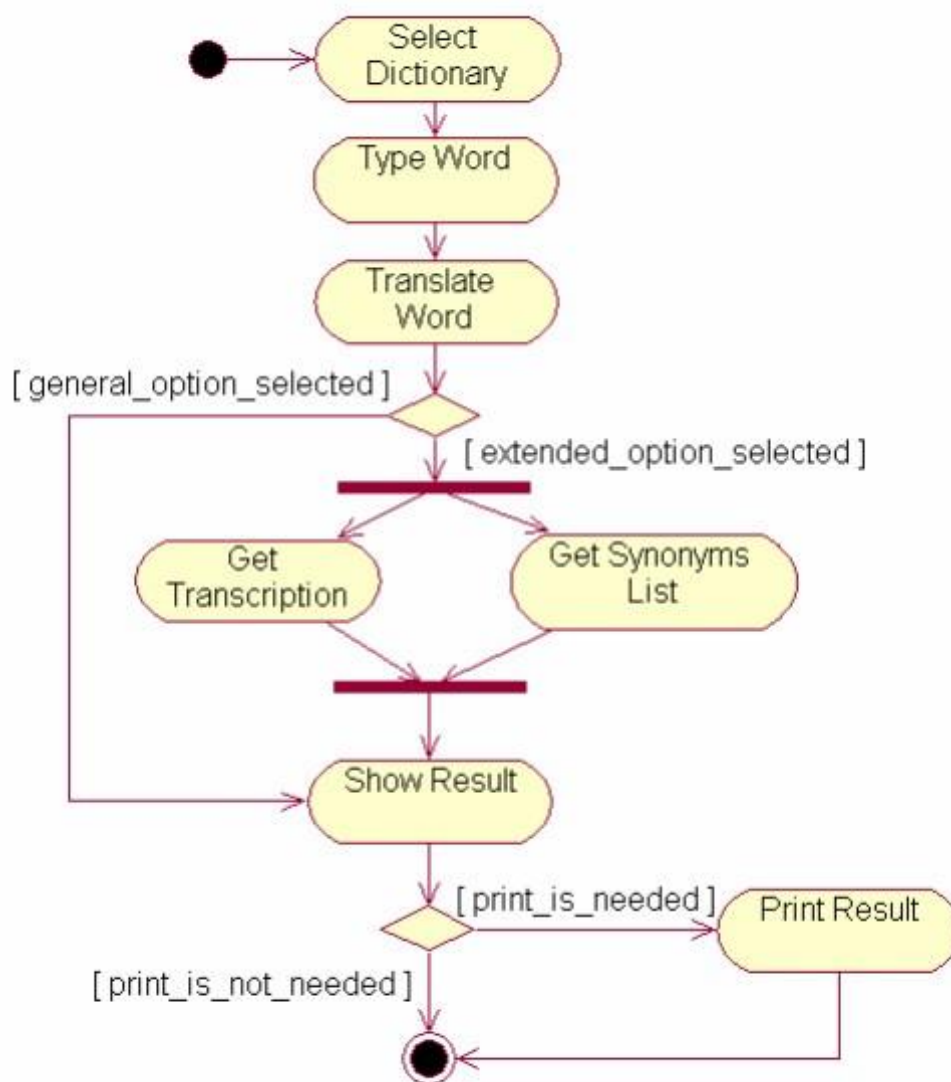 Select
Dictionary
Type Word
Translate
Word
[ general_option_selected ]
[ extended_option_selected ]
Get
Transcription
Get Synonyms
List
Show Result
[ print_is_needed ]
Print Result
[ print_is_not_needed ]